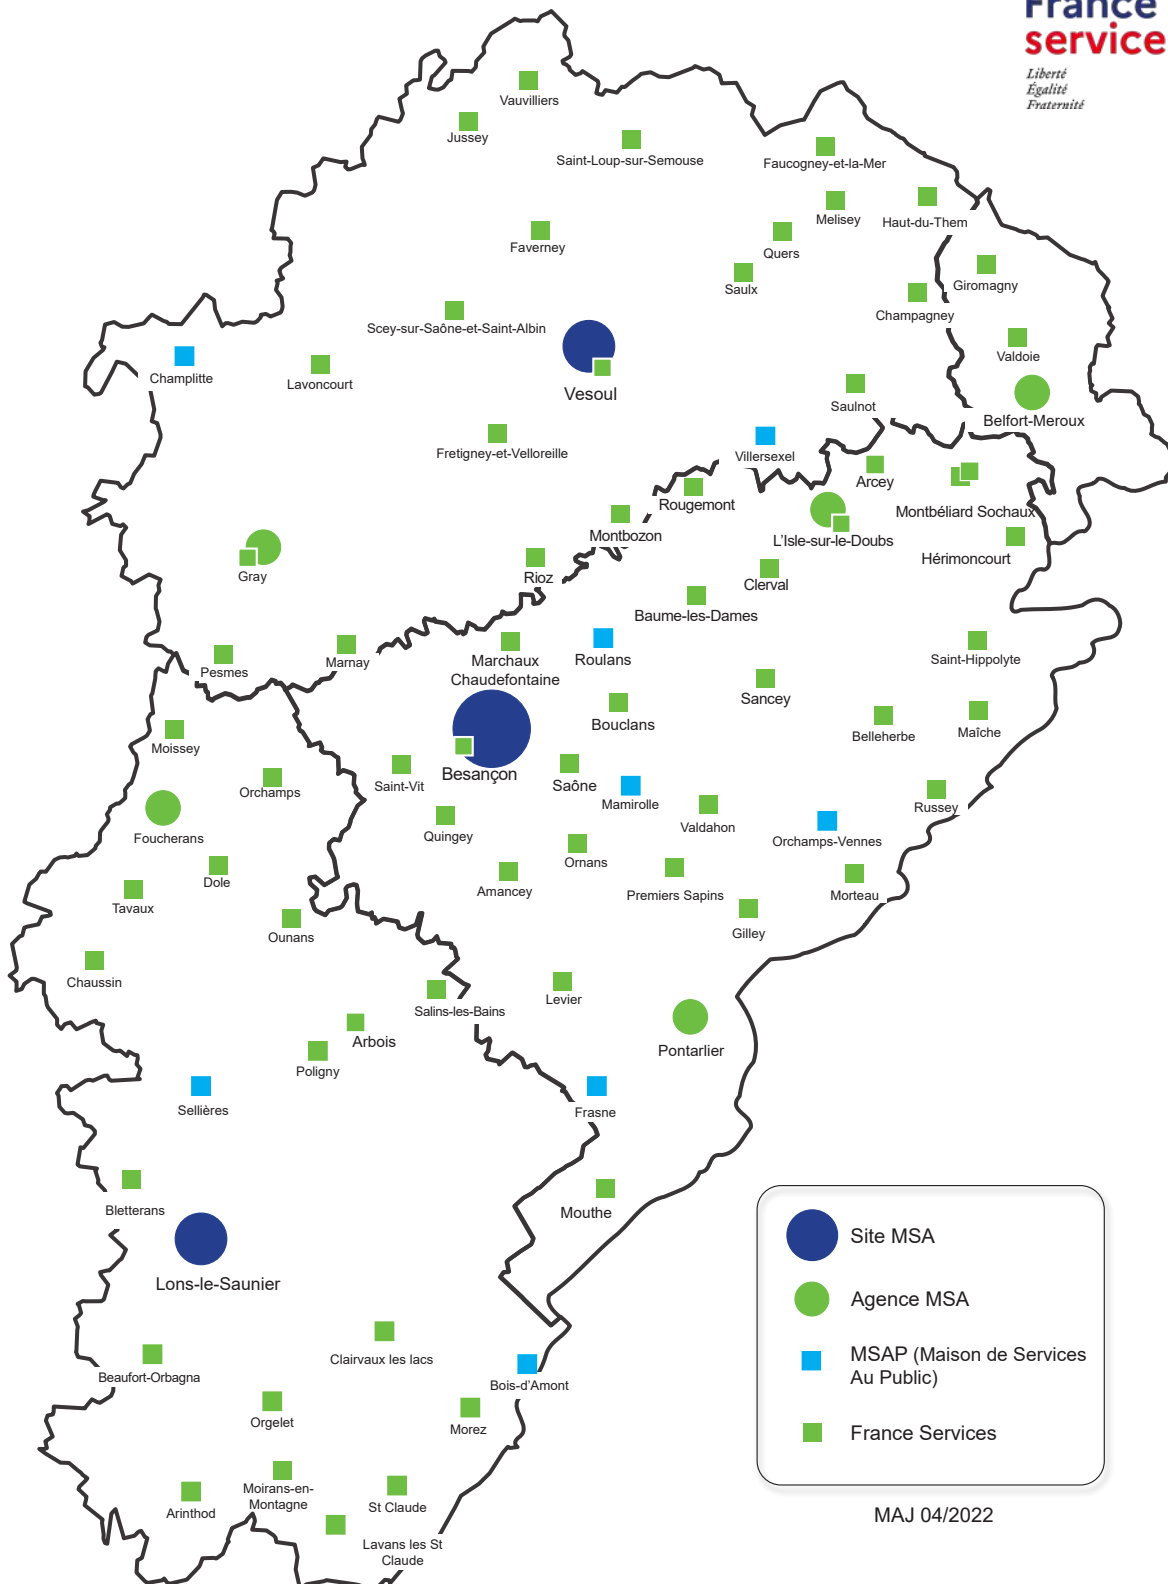 France
service
Liberté
Égalité
Fraternité
Vauvilliers
Jussey
Saint-Loup-sur-Semouse
Faucogney-et-la-Mer
Melisey
Haut-du-Them
Faverney
Quers
Saulx
Giromagny
Champagney
Scey-sur-Saône-et-Saint-Albin
Valdoie
Champlitte
Lavoncourt
Vesoul
Saulnot
Belfort-Meroux
Fretigney-et-Velloreille
Villersexel
Arcey
Rougemont
Montbéliard Sochaux
Montbozon
L'Isle-sur-le-Doubs
Hérimoncourt
Gray
Rioz
Clerval
Baume-les-Dames
Pesmes
Marnay
Marchaux
Chaudefontaine
Roulans
Saint-Hippolyte
Sancey
Bouclans
Belleherbe
Maîche
Moissey
Besançon
Saint-Vit
Saône
Orchamps
Mamirolle
Russey
Foucherans
Quingey
Valdahon
Orchamps-Vennes
Ornans
Dole
Amancey
Premiers Sapins
Morteau
Tavaux
Ounans
Gilley
Chaussin
Levier
Salins-les-Bains
Arbois
Pontarlier
Poligny
Sellières
Frasne
Bletterans
Mouthe
Lons-le-Saunier
Clairvaux les lacs
Beaufort-Orbagna
Bois-d'Amont
Orgelet
Morez
Moirans-en-
Montagne
Arinthod
St Claude
Lavans les St
Claude
Site MSA
Agence MSA
MSAP (Maison de Services
Au Public)
France Services
MAJ 04/2022